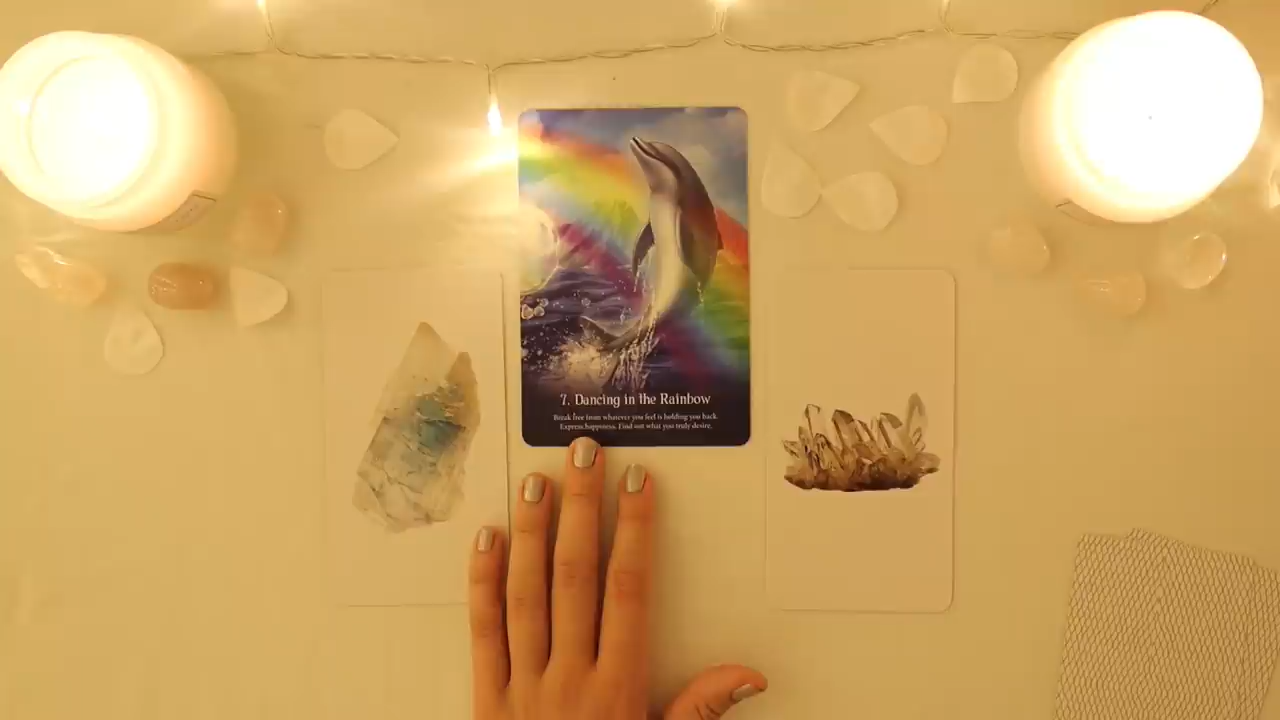 7. Dancing in the Rainbow
Break free from whatever you feel is holding you back.
Express happiness. Find out what you truly desire.